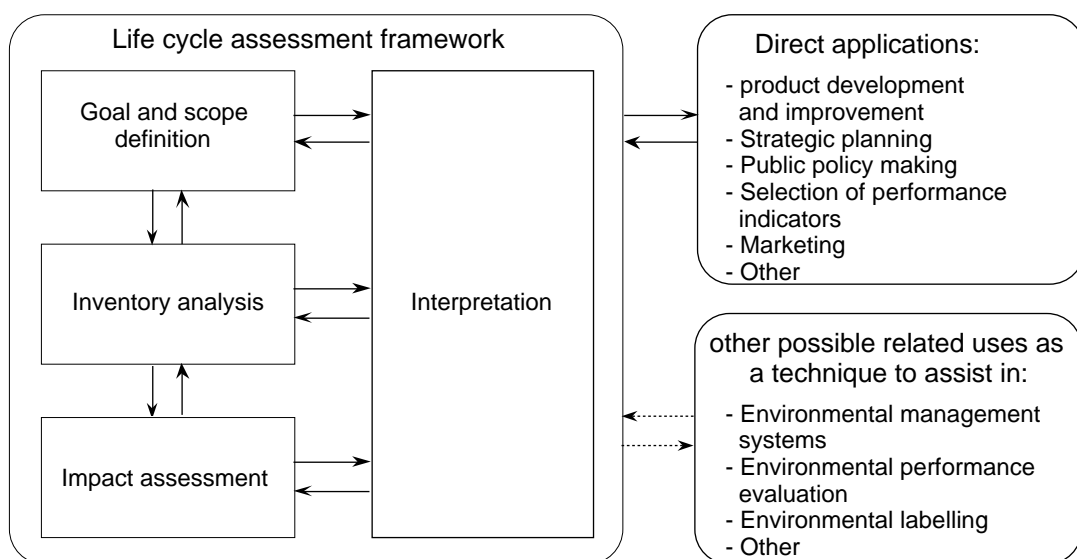 Life cycle assessment framework
Goal and scope
definition
Inventory analysis
Impact assessment
Interpretation
Direct applications:
- product development
and improvement
- Strategic planning
- Public policy making
- Selection of performance
indicators
- Marketing
- Other
other possible related uses as
a technique to assist in:
- Environmental management
systems
- Environmental performance
evaluation
- Environmental labelling
- Other